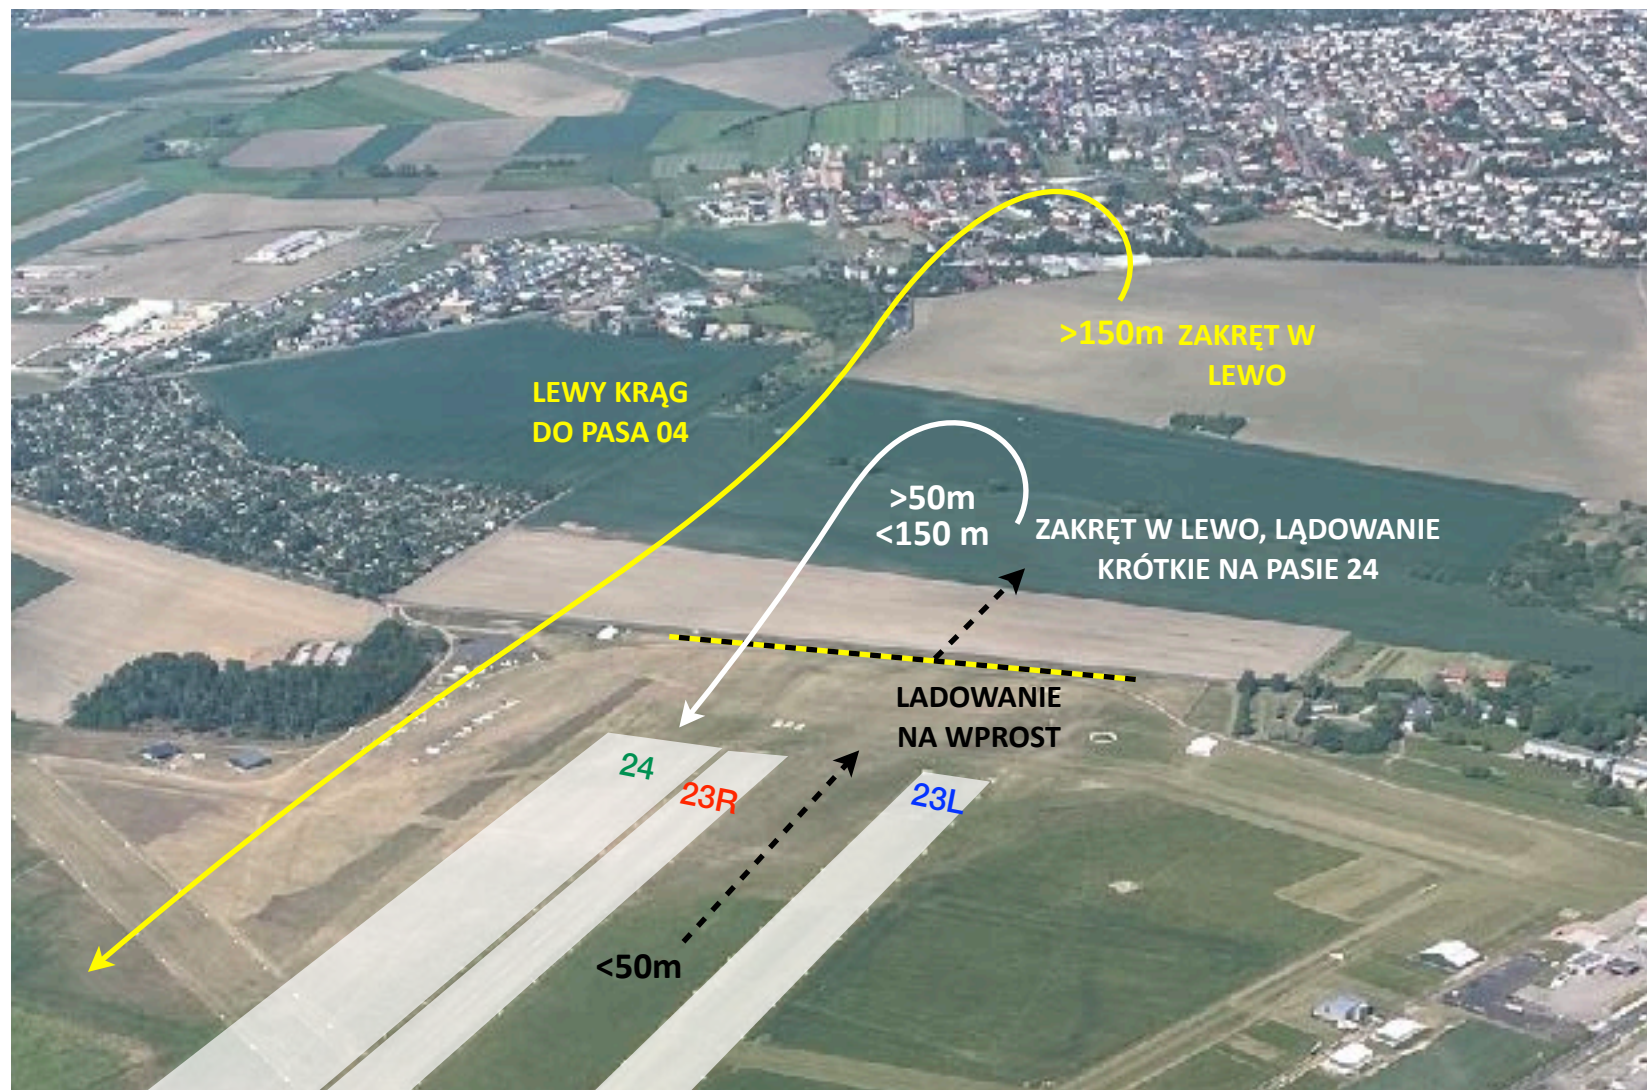 >150m ZAKRĘT W
LEWO
LEWY KRĄG
DO PASA 04
>50m
<150 m
ZAKRĘT W LEWO, LĄDOWANIE
KRÓTKIE NA PASIE 24
LADOWANIE
NA WPROST
24
23R
23L
<50m